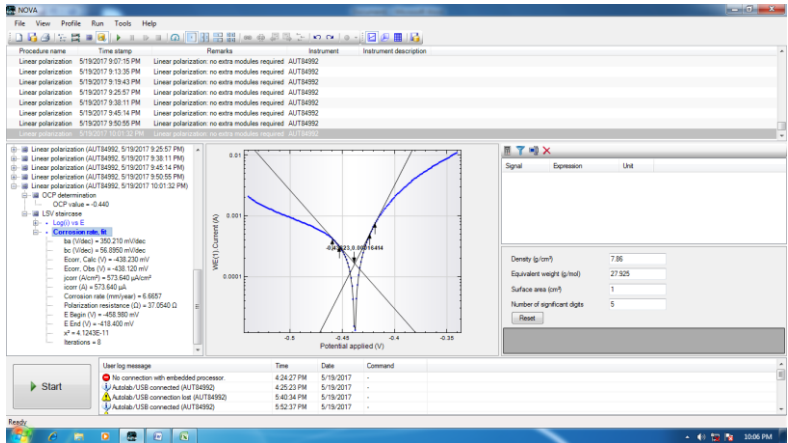 NOVA
File View Profile Run Tools Help
Procedure name Time stamp Remarks Instrument Instrument description
Linear polarization 5/19/2017 9:07:15 PM Linear polarization: no extra modules required AUT84992
Linear polarization 5/19/2017 9:13:35 PM Linear polarization: no extra modules required AUT84992
Linear polarization 5/19/2017 9:19:43 PM Linear polarization: no extra modules required AUT84992
Linear polarization 5/19/2017 9:25:57 PM Linear polarization: no extra modules required AUT84992
Linear polarization 5/19/2017 9:38:11 PM Linear polarization: no extra modules required AUT84992
Linear polarization 5/19/2017 9:45:14 PM Linear polarization: no extra modules required AUT84992
Linear polarization 5/19/2017 9:50:55 PM Linear polarization: no extra modules required AUT84992
Linear polarization 5/19/2017 10:01:32 PM Linear polarization: no extra modules required AUT84992
Linear polarization (AUT84992, 5/19/2017 9:25:57 PM)
Linear polarization (AUT84992, 5/19/2017 9:38:11 PM)
Linear polarization (AUT84992, 5/19/2017 9:45:14 PM)
Linear polarization (AUT84992, 5/19/2017 9:50:55 PM)
Linear polarization (AUT84992, 5/19/2017 10:01:32 PM)
OCP determination
OCP value = -0.440
LSV staircase
Log(i) vs E
Corrosion rate, fit
ba (V/dec) = 350.210 mV/dec
bc (V/dec) = 56.8950 mV/dec
Ecorr, Calc (V) = -438.230 mV
Ecorr, Obs (V) = -438.120 mV
jcorr (A/cm²) = 573.640 µA/cm²
icorr (A) = 573.640 µA
Corrosion rate (mm/year) = 6.6657
Polarization resistance (Ω) = 37.0540 Ω
E Begin (V) = -458.980 mV
E End (V) = -418.400 mV
x² = 4.1243E-11
Iterations = 8
0.01
0.001
0.0001
WE(1).Current (A)
-0.5 -0.45 -0.4 -0.35
Potential applied (V)
Signal Expression Unit
Density (g/cm³) 7.86
Equivalent weight (g/mol) 27.925
Surface area (cm²) 1
Number of significant digits 5
Reset
Start
User log message Time Date Command
No connection with embedded processor. 4:24:27 PM 5/19/2017 -
Autolab/USB connected (AUT84992) 4:25:23 PM 5/19/2017 -
Autolab/USB connection lost (AUT84992) 5:40:34 PM 5/19/2017 -
Autolab/USB connected (AUT84992) 5:52:37 PM 5/19/2017 -
Ready
10:06 PM